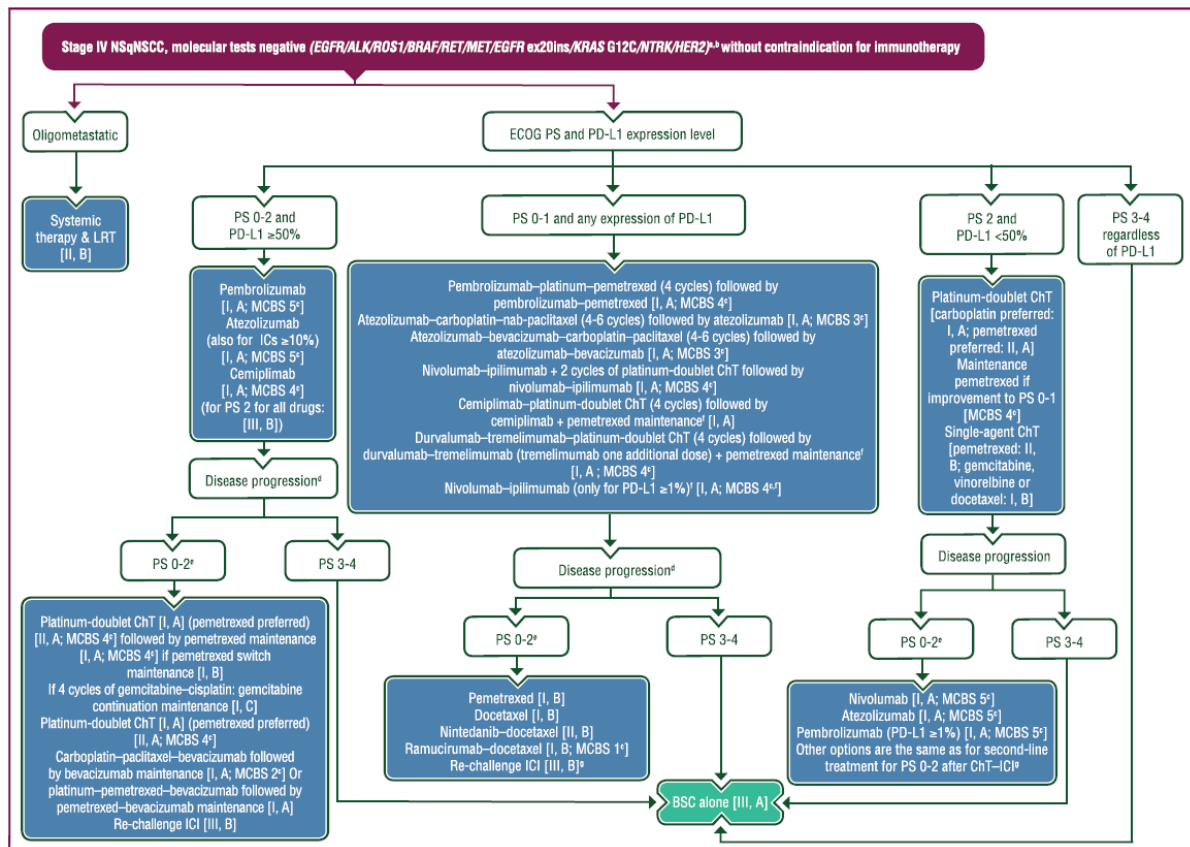 Stage IV NSqNSCC, molecular tests negative (EGFR/ALK/ROS1/BRAF/RET/MET/EGFR ex20ins/KRAS G12C/NTRK/HER2)a,b without contraindication for immunotherapy
Oligometastatic
ECOG PS and PD-L1 expression level
Systemic
therapy & LRT
[II, B]
PS 0-2 and
PD-L1 ≥50%
PS 0-1 and any expression of PD-L1
PS 2 and
PD-L1 <50%
PS 3-4
regardless
of PD-L1
Pembrolizumab
[I, A; MCBS 5c]
Atezolizumab
(also for ICs ≥10%)
[I, A; MCBS 5c]
Cemiplimab
[I, A; MCBS 4c]
(for PS 2 for all drugs:
[III, B])
Pembrolizumab–platinum–pemetrexed (4 cycles) followed by
pembrolizumab–pemetrexed [I, A; MCBS 4c]
Atezolizumab–carboplatin–nab-paclitaxel (4-6 cycles) followed by atezolizumab [I, A; MCBS 3c]
Atezolizumab–bevacizumab–carboplatin–paclitaxel (4-6 cycles) followed by
atezolizumab–bevacizumab [I, A; MCBS 3c]
Nivolumab–ipilimumab + 2 cycles of platinum-doublet ChT followed by
nivolumab–ipilimumab [I, A; MCBS 4c]
Cemiplimab–platinum-doublet ChT (4 cycles) followed by
cemiplimab + pemetrexed maintenancef [I, A]
Durvalumab–tremelimumab–platinum-doublet ChT (4 cycles) followed by
durvalumab–tremelimumab (tremelimumab one additional dose) + pemetrexed maintenancef
[I, A ; MCBS 4c]
Nivolumab–ipilimumab (only for PD-L1 ≥1%)f [I, A; MCBS 4c,f]
Platinum-doublet ChT
[carboplatin preferred:
I, A; pemetrexed
preferred: II, A]
Maintenance
pemetrexed if
improvement to PS 0-1
[MCBS 4c]
Single-agent ChT
[pemetrexed: II,
B; gemcitabine,
vinorelbine or
docetaxel: I, B]
Disease progressiond
PS 0-2e
PS 3-4
Platinum-doublet ChT [I, A] (pemetrexed preferred)
[II, A; MCBS 4c] followed by pemetrexed maintenance
[I, A; MCBS 4c] if pemetrexed switch
maintenance [I, B]
If 4 cycles of gemcitabine–cisplatin: gemcitabine
continuation maintenance [I, C]
Platinum-doublet ChT [I, A] (pemetrexed preferred)
[II, A; MCBS 4c]
Carboplatin–paclitaxel–bevacizumab followed
by bevacizumab maintenance [I, A; MCBS 2c] Or
platinum–pemetrexed–bevacizumab followed by
pemetrexed–bevacizumab maintenance [I, A]
Re-challenge ICI [III, B]
Disease progressiond
PS 0-2e
PS 3-4
Pemetrexed [I, B]
Docetaxel [I, B]
Nintedanib–docetaxel [II, B]
Ramucirumab–docetaxel [I, B; MCBS 1c]
Re-challenge ICI [III, B]g
Disease progression
PS 0-2e
PS 3-4
Nivolumab [I, A; MCBS 5c]
Atezolizumab [I, A; MCBS 5c]
Pembrolizumab (PD-L1 ≥1%) [I, A; MCBS 5c]
Other options are the same as for second-line
treatment for PS 0-2 after ChT–ICIg
BSC alone [III, A]